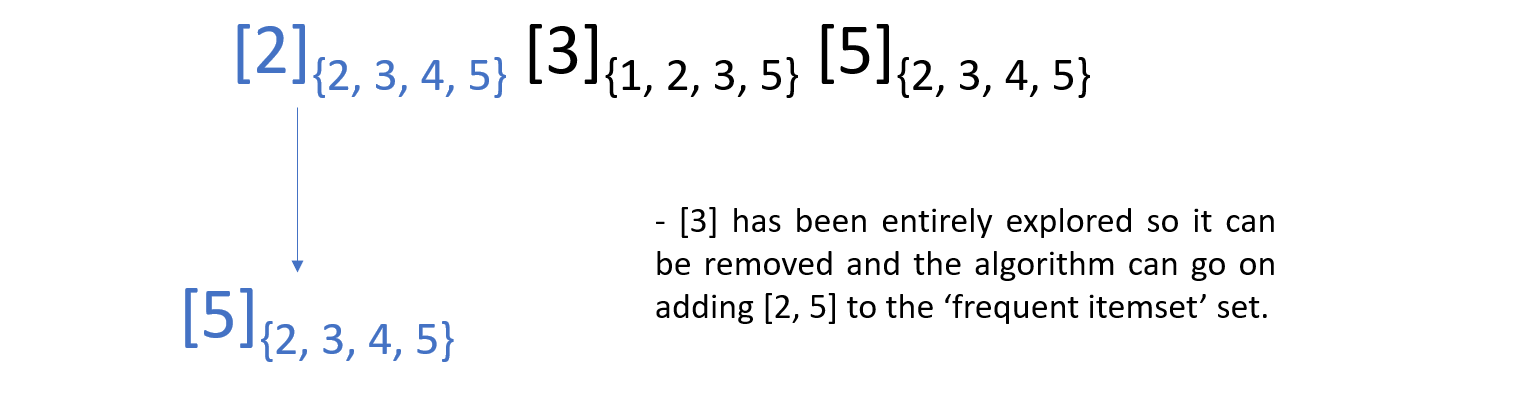 [2]{2, 3, 4, 5} [3]{1, 2, 3, 5} [5]{2, 3, 4, 5}
- [3] has been entirely explored so it can
be removed and the algorithm can go on
adding [2, 5] to the ‘frequent itemset’ set.
[5]{2, 3, 4, 5}